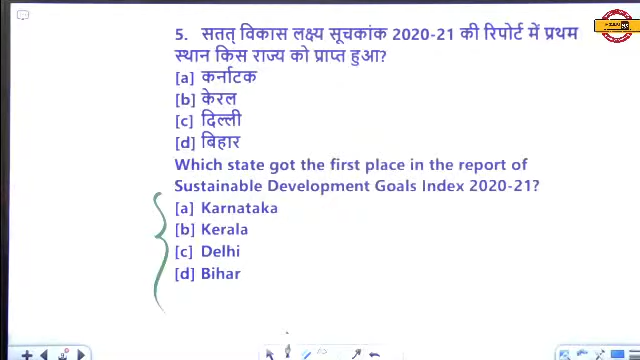 5. सतत् विकास लक्ष्य सूचकांक 2020-21 की रिपोर्ट में प्रथम
स्थान किस राज्य को प्राप्त हुआ?
[a] कर्नाटक
[b] केरल
[c] दिल्ली
[d] बिहार
Which state got the first place in the report of
Sustainable Development Goals Index 2020-21?
[a] Karnataka
[b] Kerala
[c] Delhi
[d] Bihar